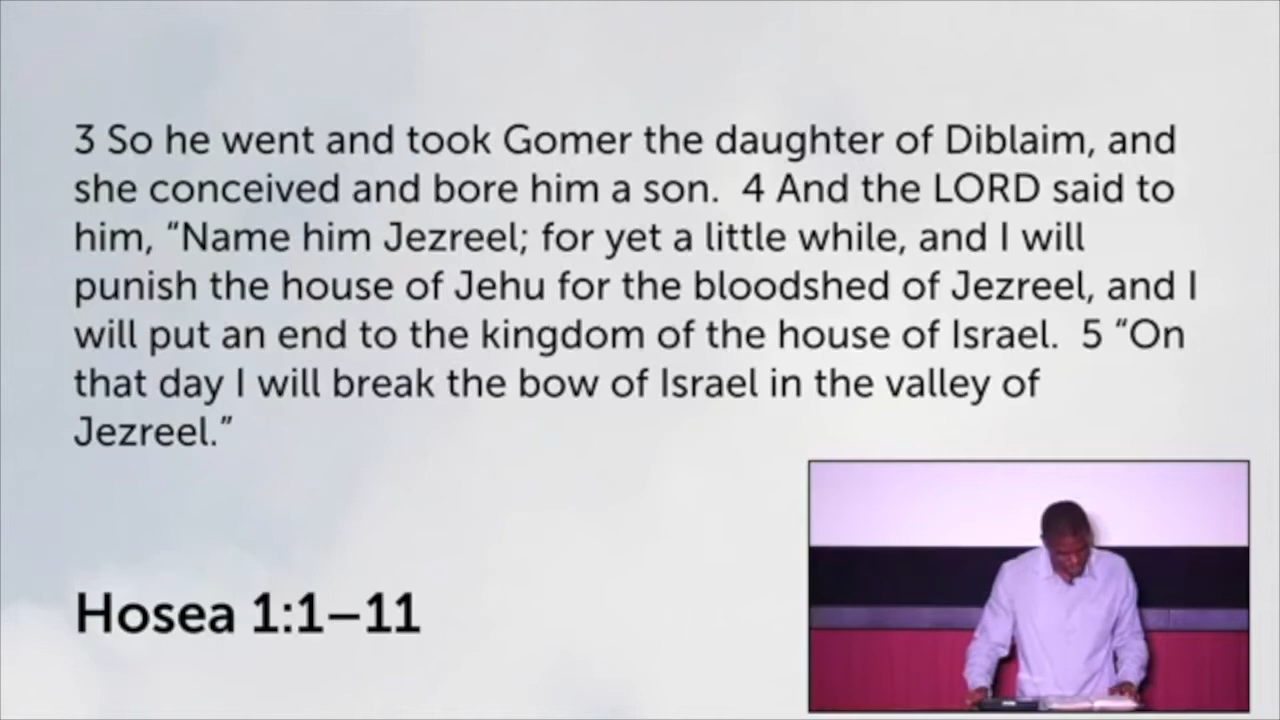 3 So he went and took Gomer the daughter of Diblaim, and
she conceived and bore him a son.  4 And the LORD said to
him, “Name him Jezreel; for yet a little while, and I will
punish the house of Jehu for the bloodshed of Jezreel, and I
will put an end to the kingdom of the house of Israel.  5 “On
that day I will break the bow of Israel in the valley of
Jezreel.”
Hosea 1:1–11